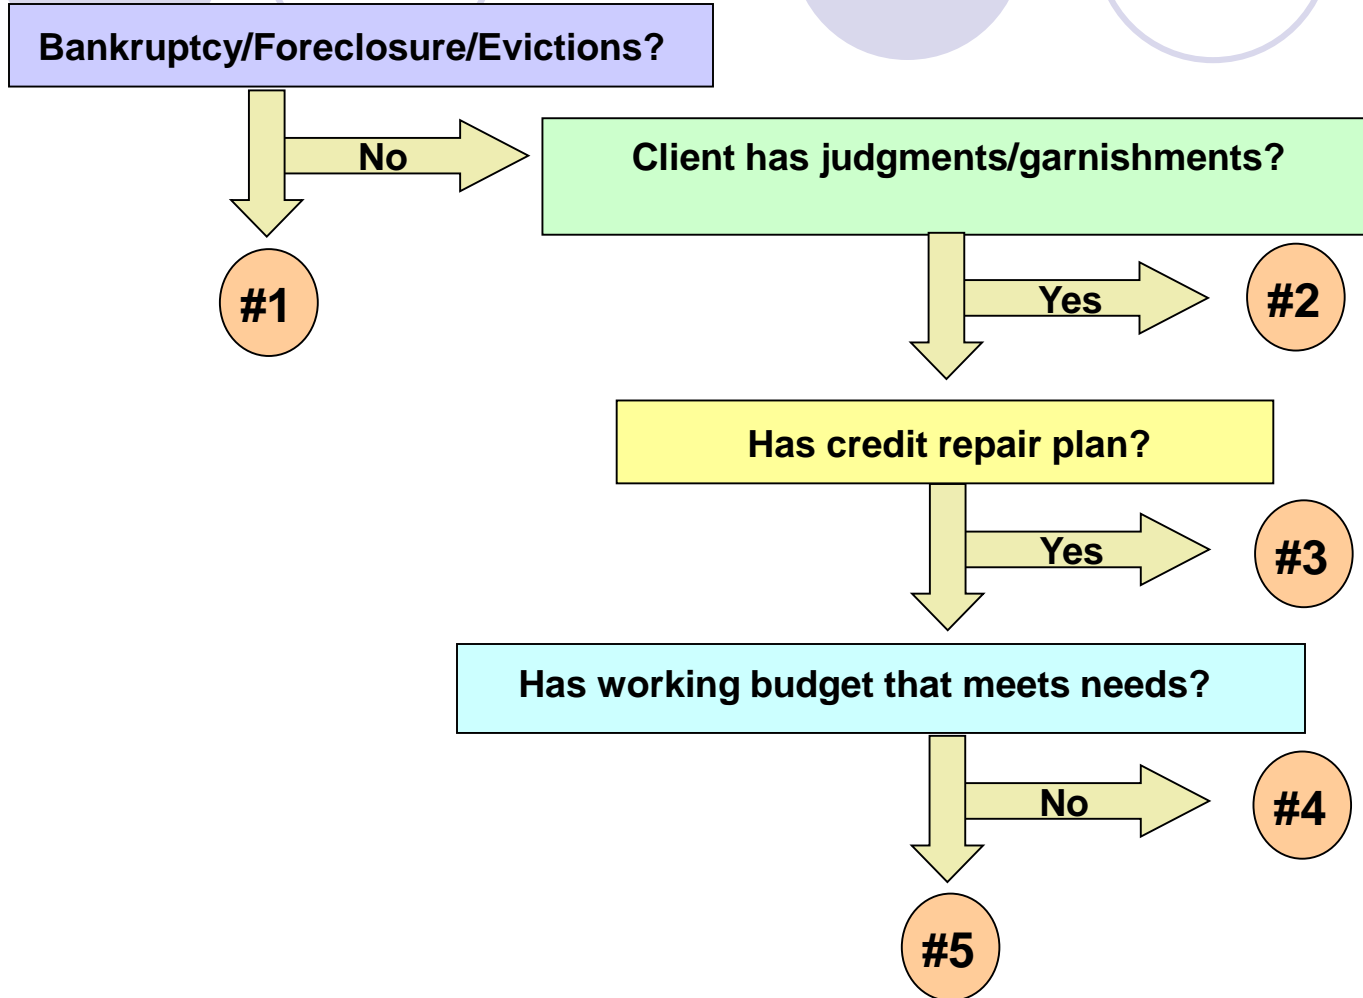 Bankruptcy/Foreclosure/Evictions?
No
Client has judgments/garnishments?
#1
Yes
#2
Has credit repair plan?
Yes
#3
Has working budget that meets needs?
No
#4
#5